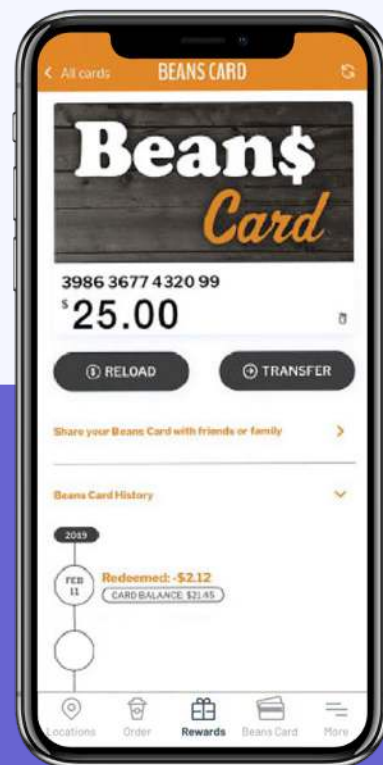 All cards
BEANS CARD
Bean$
Card
3986 3677 4320 99
$25.00
RELOAD
TRANSFER
Share your Beans Card with friends or family
Beans Card History
2019
FEB
11
Redeemed: -$2.12
CARD BALANCE: $21.45
Locations
Order
Rewards
Beans Card
More